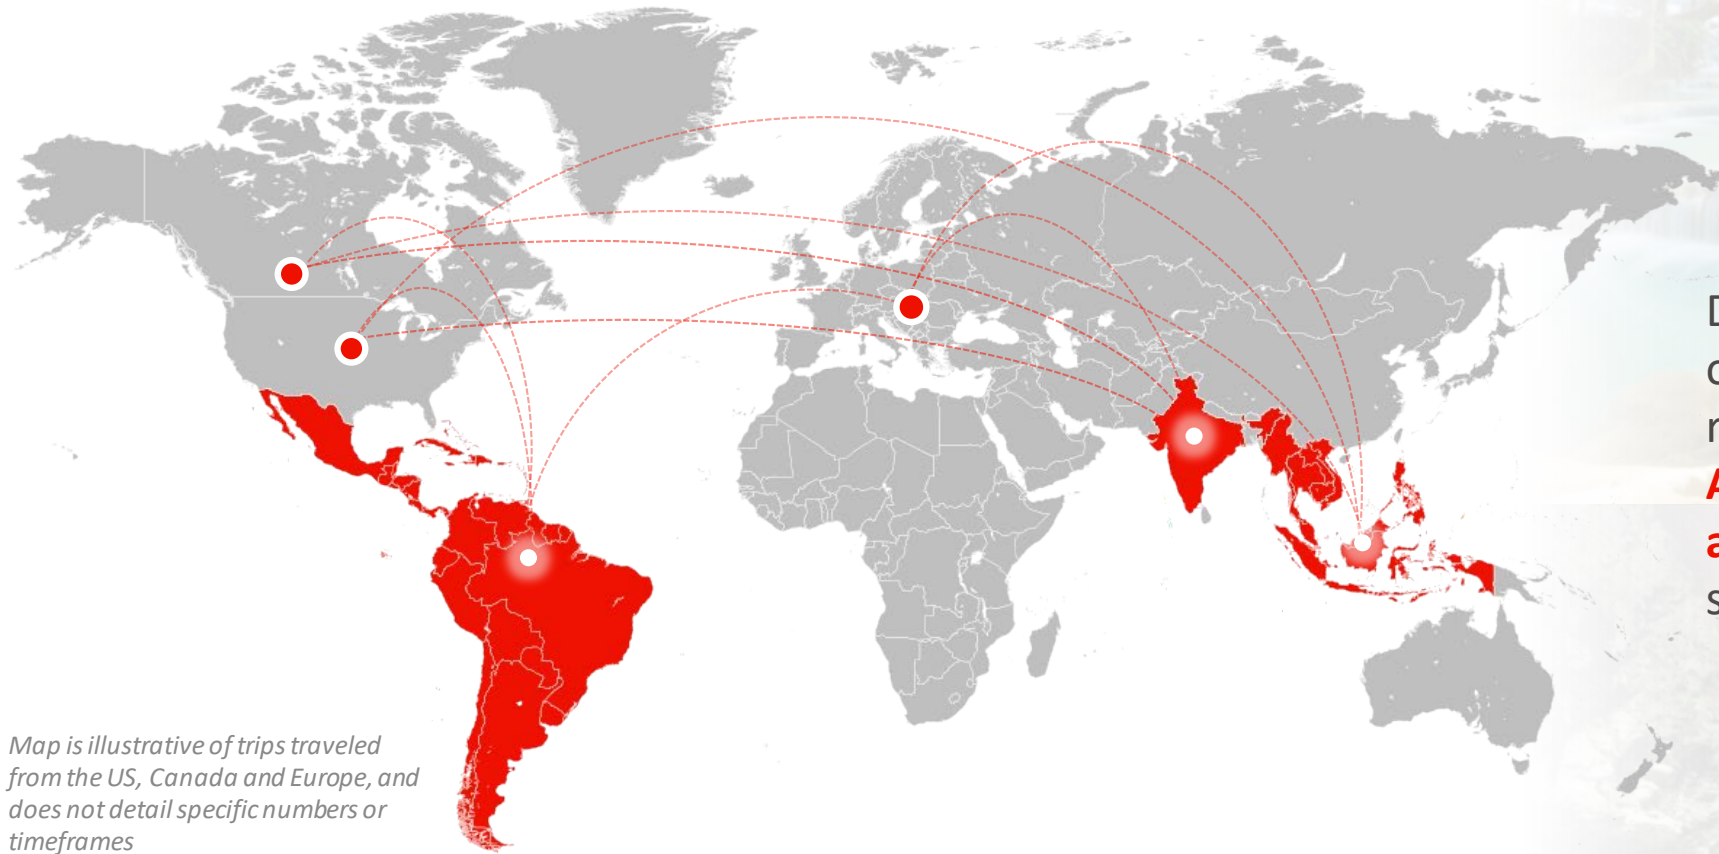 Map is illustrative of trips traveled
from the US, Canada and Europe, and
does not detail specific numbers or
timeframes